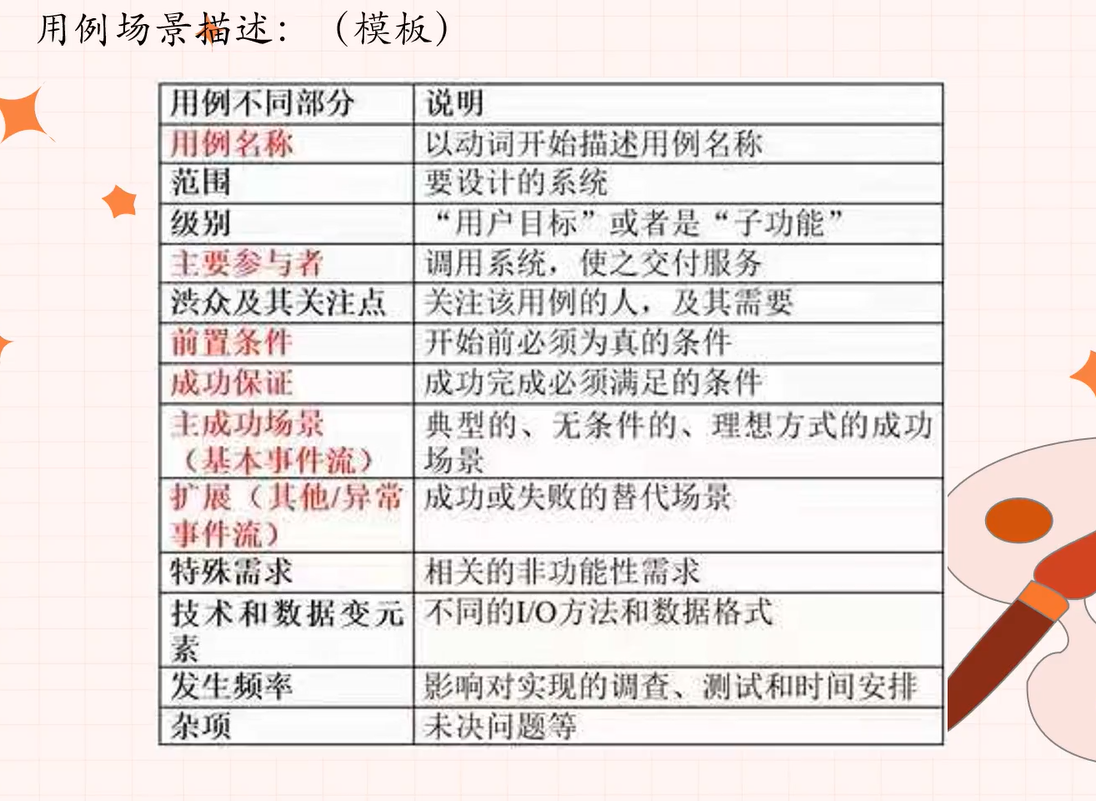 用例场景描述：（模板）
用例不同部分 说明
用例名称 以动词开始描述用例名称
范围 要设计的系统
级别 “用户目标”或者是“子功能”
主要参与者 调用系统，使之交付服务
涉众及其关注点 关注该用例的人，及其需要
前置条件 开始前必须为真的条件
成功保证 成功完成必须满足的条件
主成功场景 典型的、无条件的、理想方式的成功
（基本事件流） 场景
扩展（其他/异常 成功或失败的替代场景
事件流）
特殊需求 相关的非功能性需求
技术和数据变元 不同的I/O方法和数据格式
素
发生频率 影响对实现的调查、测试和时间安排
杂项 未决问题等